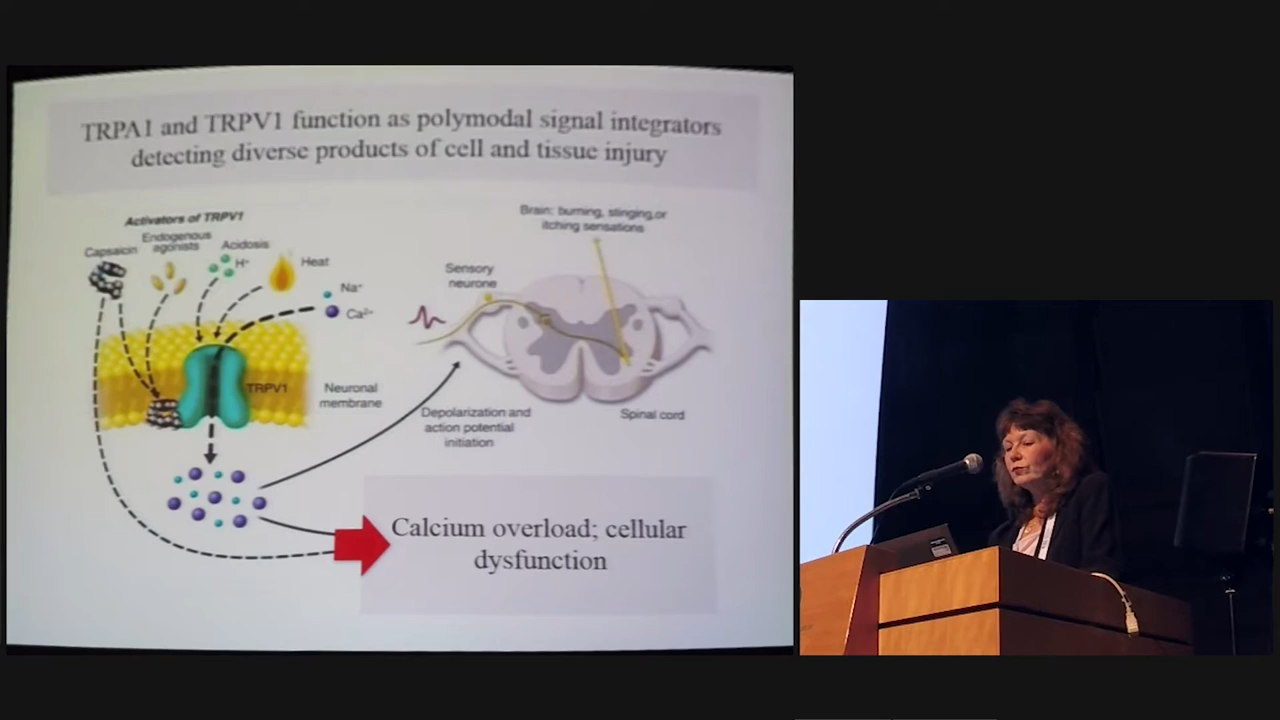 TRPA1 and TRPV1 function as polymodal signal integrators
detecting diverse products of cell and tissue injury
Activators of TRPV1
Capsaicin
Endogenous
agonists
Acidosis
H⁺
Heat
Na⁺
Ca²⁺
TRPV1
Neuronal
membrane
Sensory
neurone
Brain: burning, stinging,or
itching sensations
Depolarization and
action potential
initiation
Spinal cord
Calcium overload; cellular
dysfunction